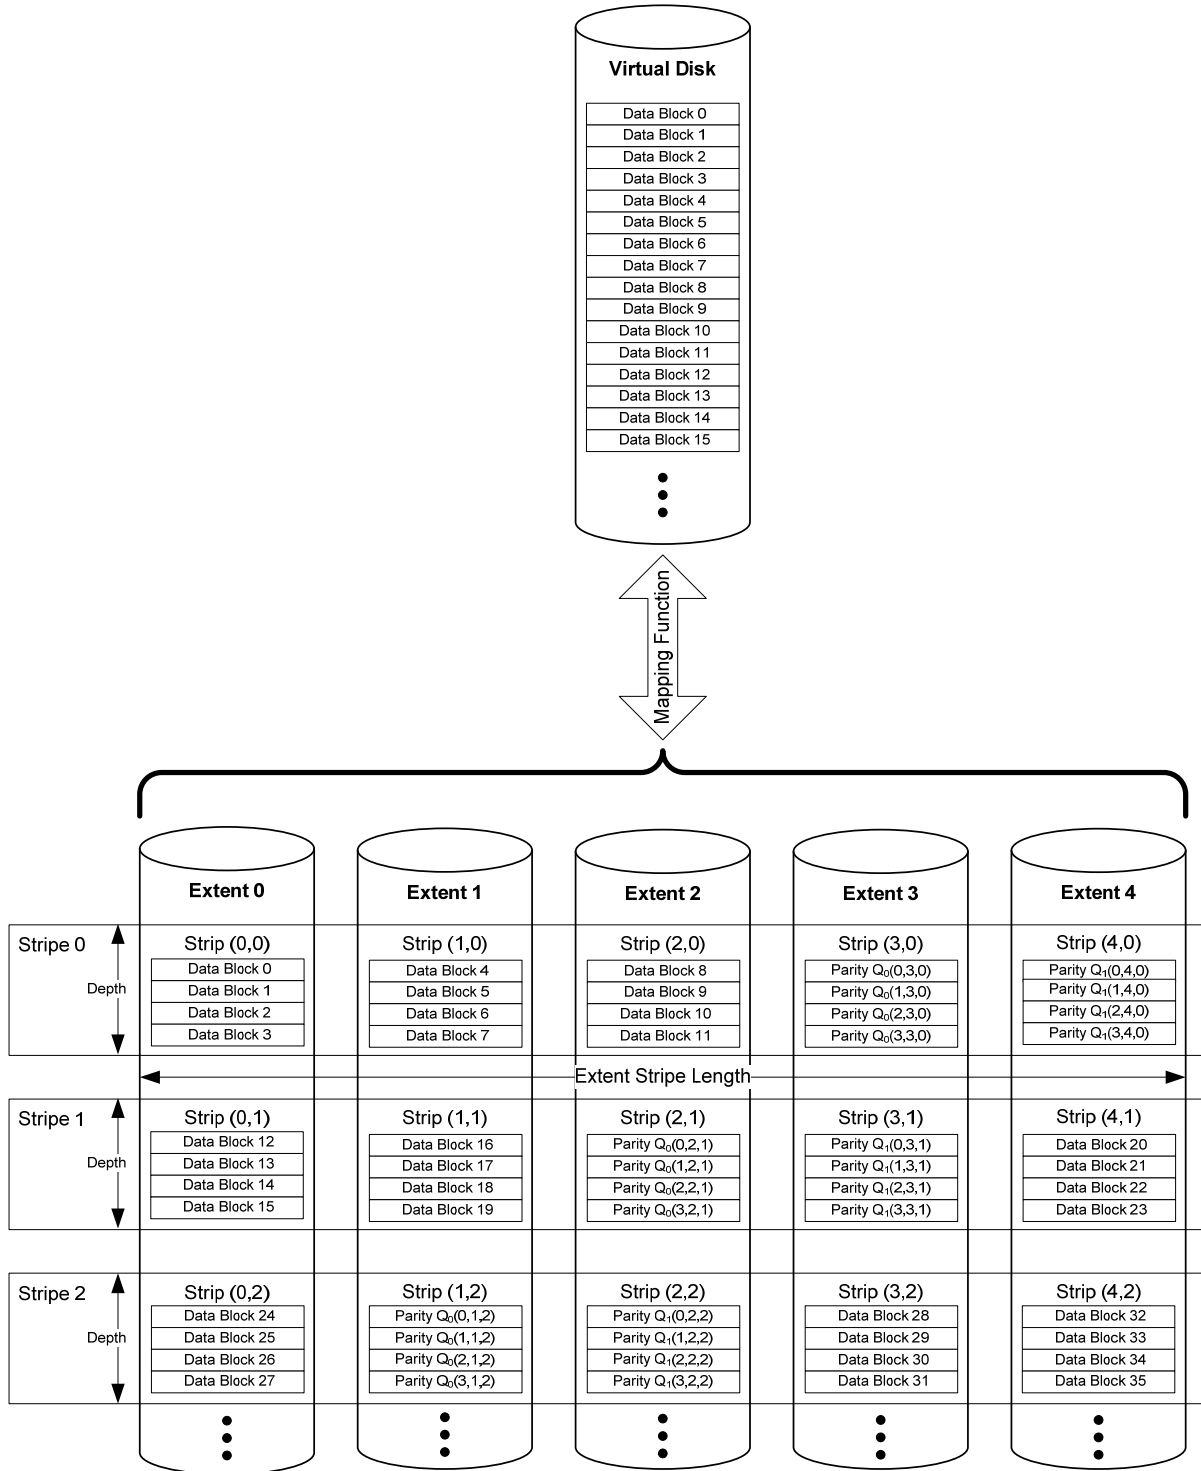 Virtual Disk
Data Block 0
Data Block 1
Data Block 2
Data Block 3
Data Block 4
Data Block 5
Data Block 6
Data Block 7
Data Block 8
Data Block 9
Data Block 10
Data Block 11
Data Block 12
Data Block 13
Data Block 14
Data Block 15
Mapping Function
Extent 0
Extent 1
Extent 2
Extent 3
Extent 4
Stripe 0
Depth
Strip (0,0)
Data Block 0
Data Block 1
Data Block 2
Data Block 3
Strip (1,0)
Data Block 4
Data Block 5
Data Block 6
Data Block 7
Strip (2,0)
Data Block 8
Data Block 9
Data Block 10
Data Block 11
Strip (3,0)
Parity Q₀(0,3,0)
Parity Q₀(1,3,0)
Parity Q₀(2,3,0)
Parity Q₀(3,3,0)
Strip (4,0)
Parity Q₁(0,4,0)
Parity Q₁(1,4,0)
Parity Q₁(2,4,0)
Parity Q₁(3,4,0)
Extent Stripe Length
Stripe 1
Depth
Strip (0,1)
Data Block 12
Data Block 13
Data Block 14
Data Block 15
Strip (1,1)
Data Block 16
Data Block 17
Data Block 18
Data Block 19
Strip (2,1)
Parity Q₀(0,2,1)
Parity Q₀(1,2,1)
Parity Q₀(2,2,1)
Parity Q₀(3,2,1)
Strip (3,1)
Parity Q₁(0,3,1)
Parity Q₁(1,3,1)
Parity Q₁(2,3,1)
Parity Q₁(3,3,1)
Strip (4,1)
Data Block 20
Data Block 21
Data Block 22
Data Block 23
Stripe 2
Depth
Strip (0,2)
Data Block 24
Data Block 25
Data Block 26
Data Block 27
Strip (1,2)
Parity Q₀(0,1,2)
Parity Q₀(1,1,2)
Parity Q₀(2,1,2)
Parity Q₀(3,1,2)
Strip (2,2)
Parity Q₁(0,2,2)
Parity Q₁(1,2,2)
Parity Q₁(2,2,2)
Parity Q₁(3,2,2)
Strip (3,2)
Data Block 28
Data Block 29
Data Block 30
Data Block 31
Strip (4,2)
Data Block 32
Data Block 33
Data Block 34
Data Block 35